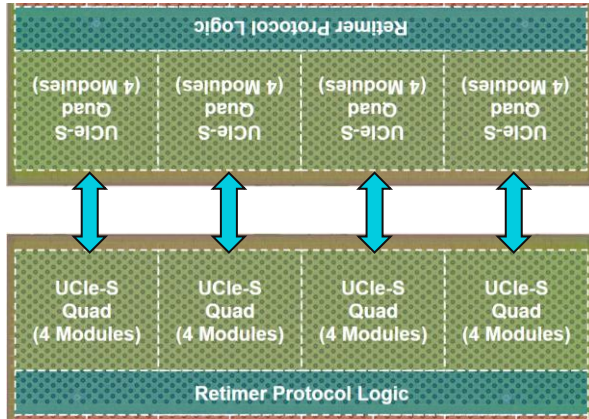 Retimer Protocol Logic
UCIe-S
Quad
(4 Modules)
UCIe-S
Quad
(4 Modules)
UCIe-S
Quad
(4 Modules)
UCIe-S
Quad
(4 Modules)
UCIe-S
Quad
(4 Modules)
UCIe-S
Quad
(4 Modules)
UCIe-S
Quad
(4 Modules)
UCIe-S
Quad
(4 Modules)
Retimer Protocol Logic